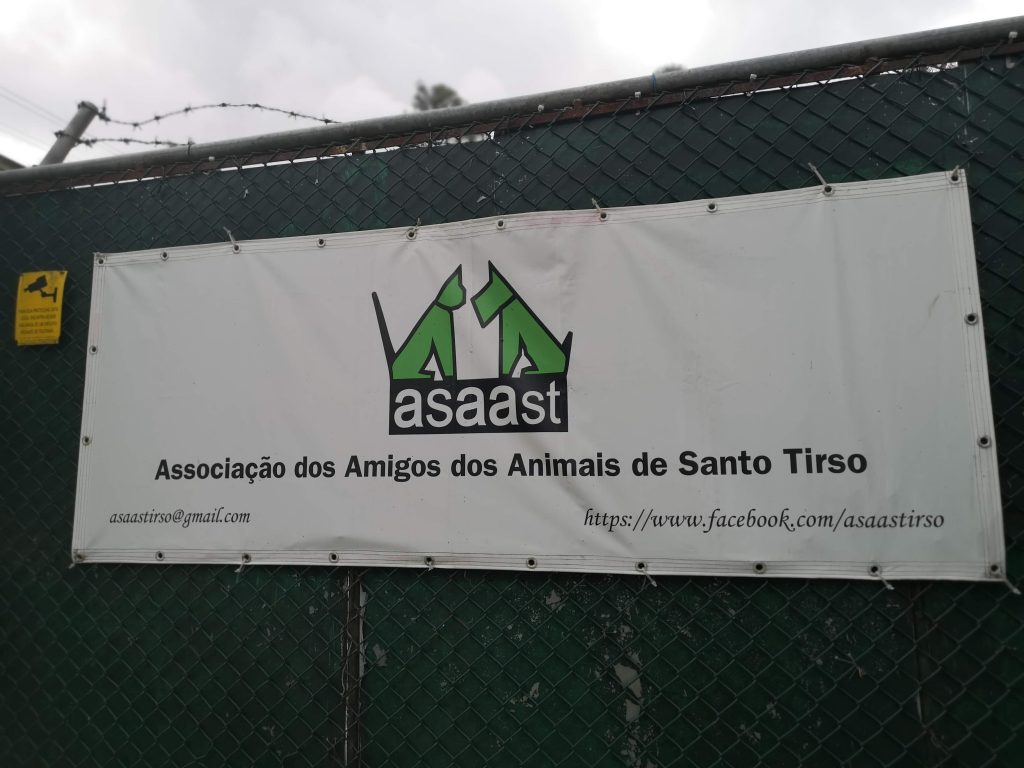 asaast
Associação dos Amigos dos Animais de Santo Tirso
asaastirso@gmail.com
https://www.facebook.com/asaastirso